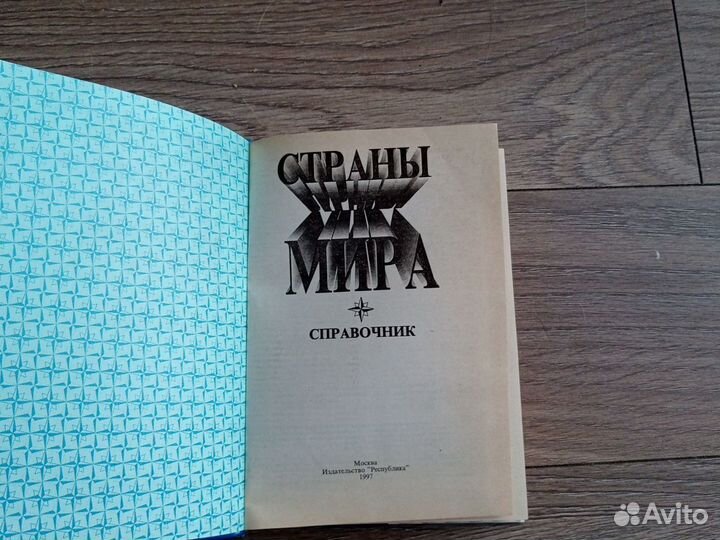 СТРАНЫ
МИРА
СПРАВОЧНИК
Москва
Издательство "Республика"
1997
Avito